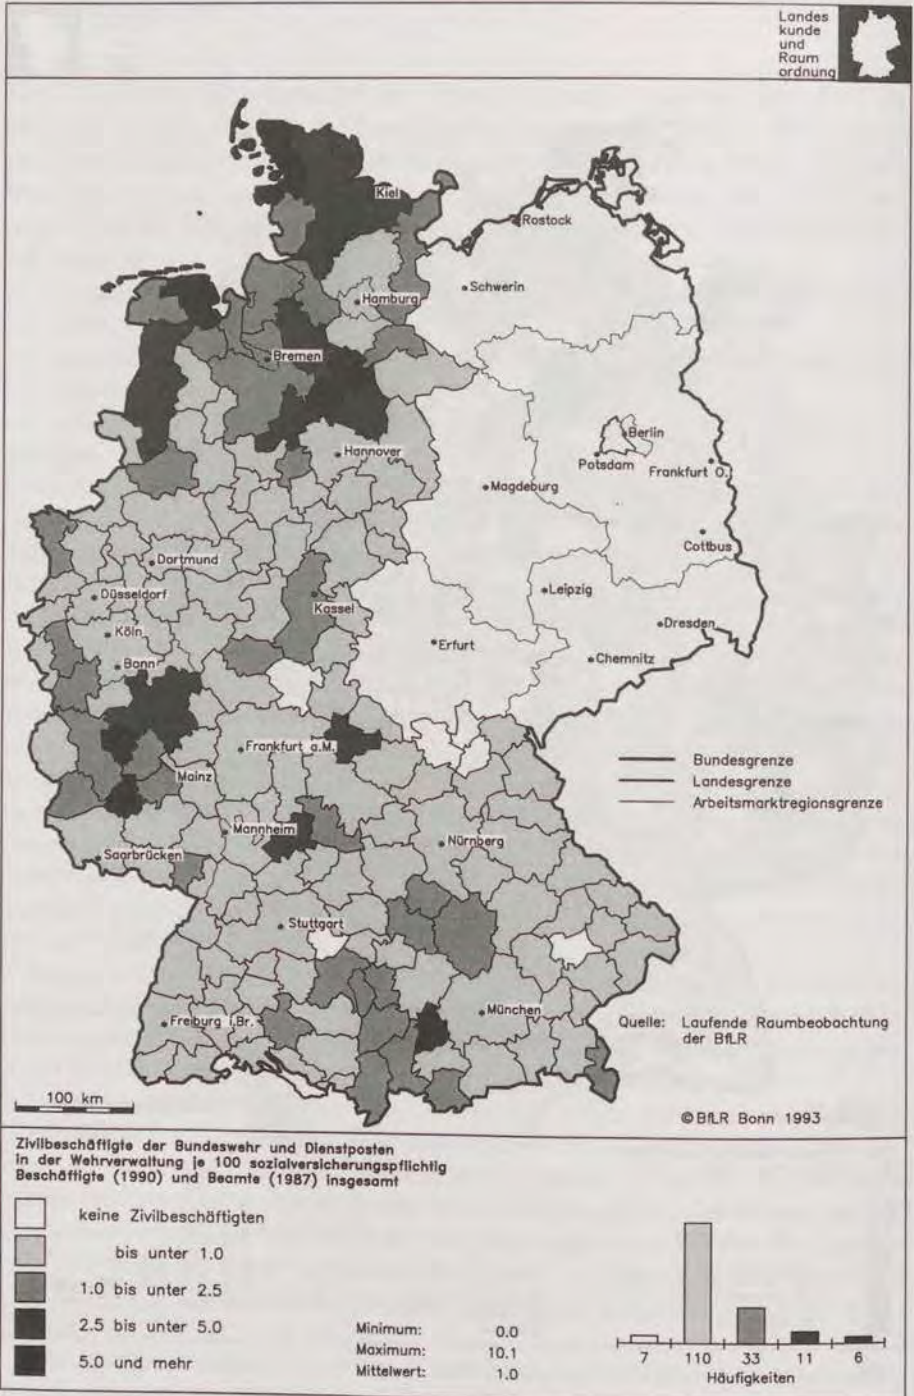 Landes
kunde
und
Raum
ordnung
Kiel
Rostock
Schwerin
Hamburg
Bremen
Berlin
Potsdam
Frankfurt O.
Hannover
Magdeburg
Cottbus
Dortmund
Leipzig
Düsseldorf
Kassel
Dresden
Köln
Erfurt
Chemnitz
Bonn
Frankfurt a.M.
Bundesgrenze
Mainz
Landesgrenze
Arbeitsmarktregionsgrenze
Mannheim
Nürnberg
Saarbrücken
Stuttgart
München
Freiburg i.Br.
Quelle: Laufende Raumbeobachtung
der BfLR
100 km
©BfLR Bonn 1993
Zivilbeschäftigte der Bundeswehr und Dienstposten
in der Wehrverwaltung je 100 sozialversicherungspflichtig
Beschäftigte (1990) und Beamte (1987) insgesamt
keine Zivilbeschäftigten
bis unter 1.0
1.0 bis unter 2.5
2.5 bis unter 5.0
5.0 und mehr
Minimum: 0.0
Maximum: 10.1
Mittelwert: 1.0
7 110 33 11 6
Häufigkeiten